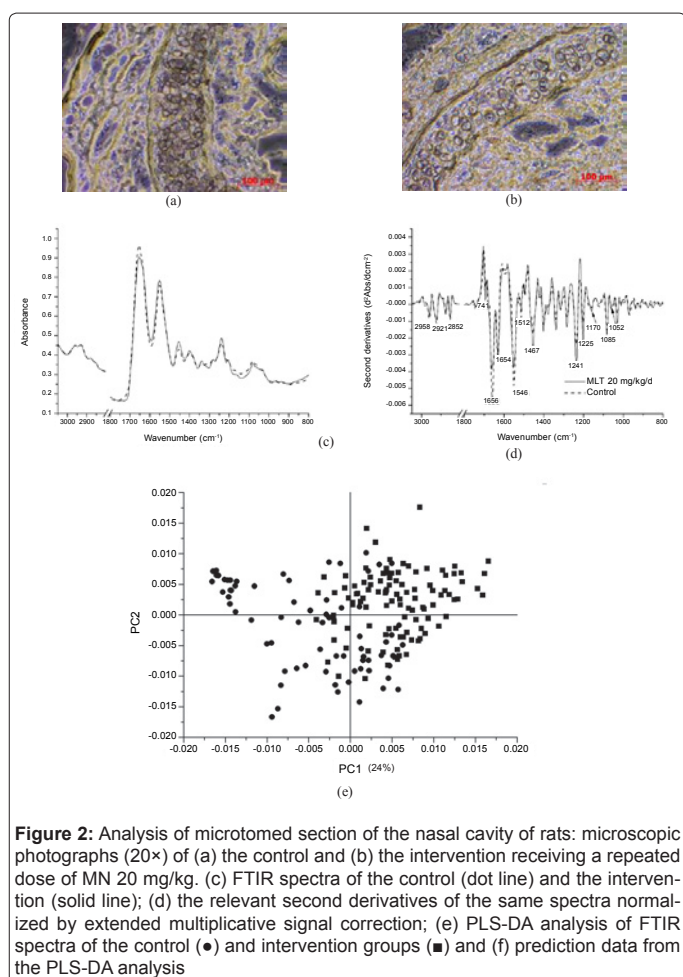 100 µm
100 µm
(a)
(b)
1.0
0.9
0.8
0.7
0.6
0.5
0.4
0.3
0.2
0.1
Absorbance
3000 2900 1800 1700 1600 1500 1400 1300 1200 1100 1000 900 800
Wavenumber (cm⁻¹)
(c)
0.004
0.003
0.002
0.001
-0.000
-0.001
-0.002
-0.003
-0.004
-0.005
-0.006
Second derivatives (d²Abs/dcm⁻²)
2958
2921
2852
1741
1656
1654
1546
1512
1467
1241
1225
1170
1085
1052
MLT 20 mg/kg/d
Control
3000 1800 1600 1400 1200 1000 800
Wavenumber (cm⁻¹)
(d)
0.020
0.015
0.010
0.005
0.000
-0.005
-0.010
-0.015
-0.020
PC2
-0.020 -0.015 -0.010 -0.005 0.000 0.005 0.010 0.015 0.020
PC1 (24%)
(e)
Figure 2: Analysis of microtomed section of the nasal cavity of rats: microscopic
photographs (20×) of (a) the control and (b) the intervention receiving a repeated
dose of MN 20 mg/kg. (c) FTIR spectra of the control (dot line) and the interven-
tion (solid line); (d) the relevant second derivatives of the same spectra normal-
ized by extended multiplicative signal correction; (e) PLS-DA analysis of FTIR
spectra of the control (●) and intervention groups (■) and (f) prediction data from
the PLS-DA analysis